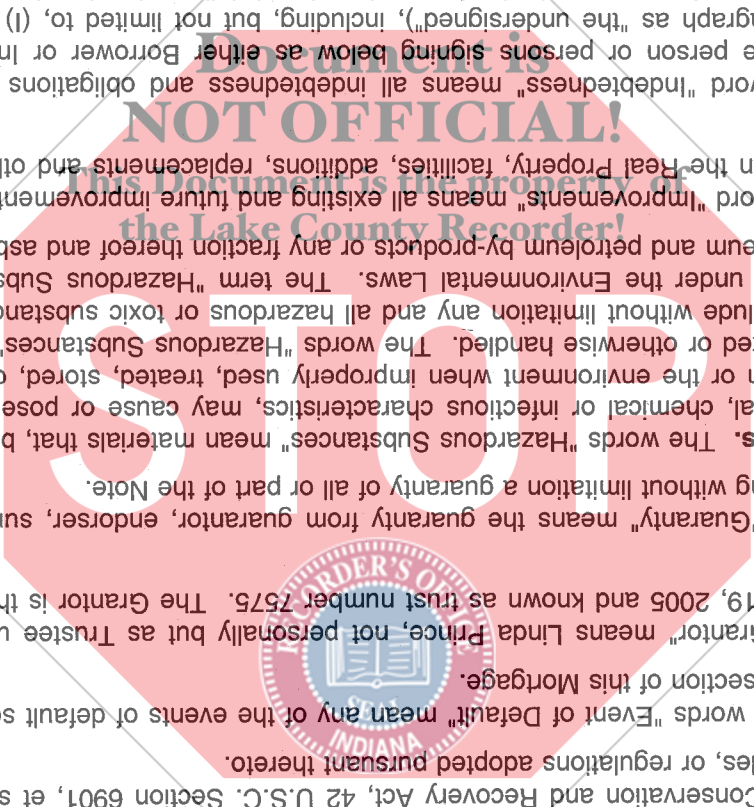 Document is
NOT OFFICIAL!
This Document is the property of
the Lake County Recorder!
STOP
RECORDER'S OFFICE
SEAL
INDIANA
Conservation and Recovery Act, 42 U.S.C. Section 6901, et s
les, or regulations adopted pursuant thereto.
words "Event of Default" mean any of the events of default se
section of this Mortgage.
Grantor" means Linda Prince, not personally but as Trustee u
19, 2005 and known as trust number 7575. The Grantor is th
"Guaranty" means the guaranty from guarantor, endorser, sur
ng without limitation a guaranty of all or part of the Note.
s. The words "Hazardous Substances" mean materials that, b
al, chemical or infectious characteristics, may cause or pose
n or the environment when improperly used, treated, stored, d
ted or otherwise handled. The words "Hazardous Substances"
lude without limitation any and all hazardous or toxic substanc
under the Environmental Laws. The term "Hazardous Subs
eum and petroleum by-products or any fraction thereof and asb
ord "Improvements" means all existing and future improvement
n the Real Property, facilities, additions, replacements and oth
word "Indebtedness" means all indebtedness and obligations
e person or persons signing below as either Borrower or In
graph as "the undersigned"), including, but not limited to, (I)